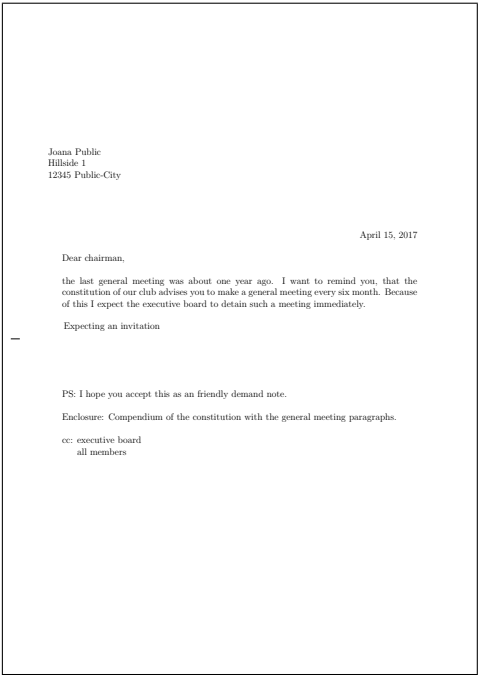 Joana Public
Hillside 1
12345 Public-City
April 15, 2017
Dear chairman,
the last general meeting was about one year ago. I want to remind you, that the
constitution of our club advises you to make a general meeting every six month. Because
of this I expect the executive board to detain such a meeting immediately.
Expecting an invitation
PS: I hope you accept this as an friendly demand note.
Enclosure: Compendium of the constitution with the general meeting paragraphs.
cc: executive board
all members